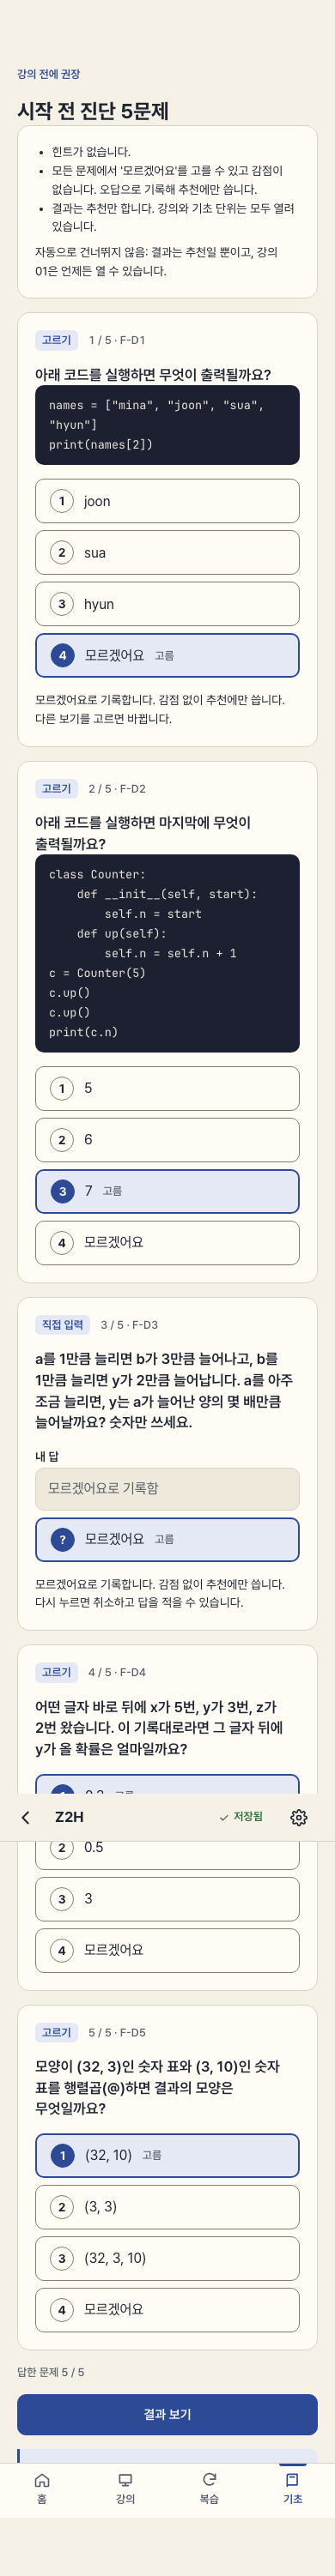 강의 전에 권장
시작 전 진단 5문제
• 힌트가 없습니다.
• 모든 문제에서 '모르겠어요'를 고를 수 있고 감점이
없습니다. 오답으로 기록해 추천에만 씁니다.
• 결과는 추천만 합니다. 강의와 기초 단위는 모두 열려
있습니다.
자동으로 건너뛰지 않음: 결과는 추천일 뿐이고, 강의
01은 언제든 열 수 있습니다.
고르기 1 / 5 · F-D1
아래 코드를 실행하면 무엇이 출력될까요?
names = ["mina", "joon", "sua",
"hyun"]
print(names[2])
1 joon
2 sua
3 hyun
4 모르겠어요 고름
모르겠어요로 기록합니다. 감점 없이 추천에만 씁니다.
다른 보기를 고르면 바뀝니다.
고르기 2 / 5 · F-D2
아래 코드를 실행하면 마지막에 무엇이
출력될까요?
class Counter:
    def __init__(self, start):
        self.n = start
    def up(self):
        self.n = self.n + 1
c = Counter(5)
c.up()
c.up()
print(c.n)
1 5
2 6
3 7 고름
4 모르겠어요
직접 입력 3 / 5 · F-D3
a를 1만큼 늘리면 b가 3만큼 늘어나고, b를
1만큼 늘리면 y가 2만큼 늘어납니다. a를 아주
조금 늘리면, y는 a가 늘어난 양의 몇 배만큼
늘어날까요? 숫자만 쓰세요.
내 답
모르겠어요로 기록함
? 모르겠어요 고름
모르겠어요로 기록합니다. 감점 없이 추천에만 씁니다.
다시 누르면 취소하고 답을 적을 수 있습니다.
고르기 4 / 5 · F-D4
어떤 글자 바로 뒤에 x가 5번, y가 3번, z가
2번 왔습니다. 이 기록대로라면 그 글자 뒤에
y가 올 확률은 얼마일까요?
Z2H 저장됨
2 0.5
3 3
4 모르겠어요
고르기 5 / 5 · F-D5
모양이 (32, 3)인 숫자 표와 (3, 10)인 숫자
표를 행렬곱(@)하면 결과의 모양은
무엇일까요?
1 (32, 10) 고름
2 (3, 3)
3 (32, 3, 10)
4 모르겠어요
답한 문제 5 / 5
결과 보기
홈 강의 복습 기초